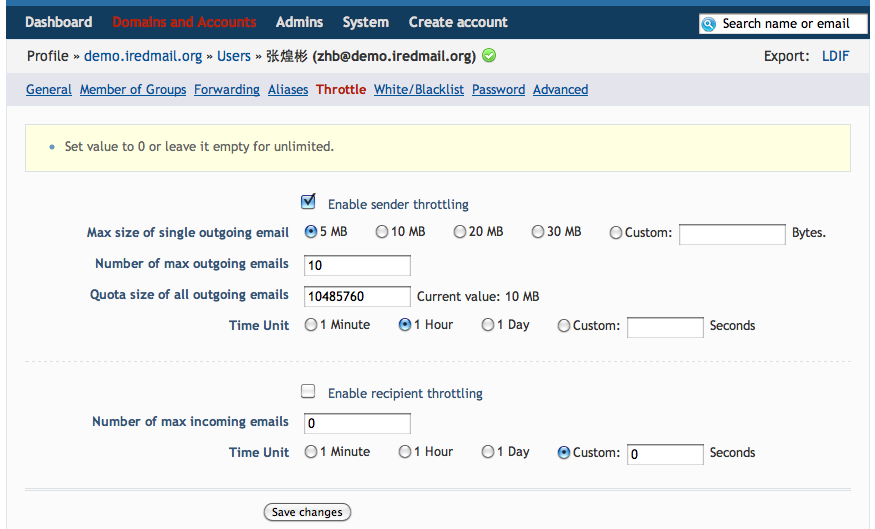 Dashboard Domains and Accounts Admins System Create account Search name or email
Profile » demo.iredmail.org » Users » 张煌彬 (zhb@demo.iredmail.org) Export: LDIF
General Member of Groups Forwarding Aliases Throttle White/Blacklist Password Advanced
• Set value to 0 or leave it empty for unlimited.
Enable sender throttling
Max size of single outgoing email 5 MB 10 MB 20 MB 30 MB Custom: Bytes.
Number of max outgoing emails 10
Quota size of all outgoing emails 10485760 Current value: 10 MB
Time Unit 1 Minute 1 Hour 1 Day Custom: Seconds
Enable recipient throttling
Number of max incoming emails 0
Time Unit 1 Minute 1 Hour 1 Day Custom: 0 Seconds
Save changes